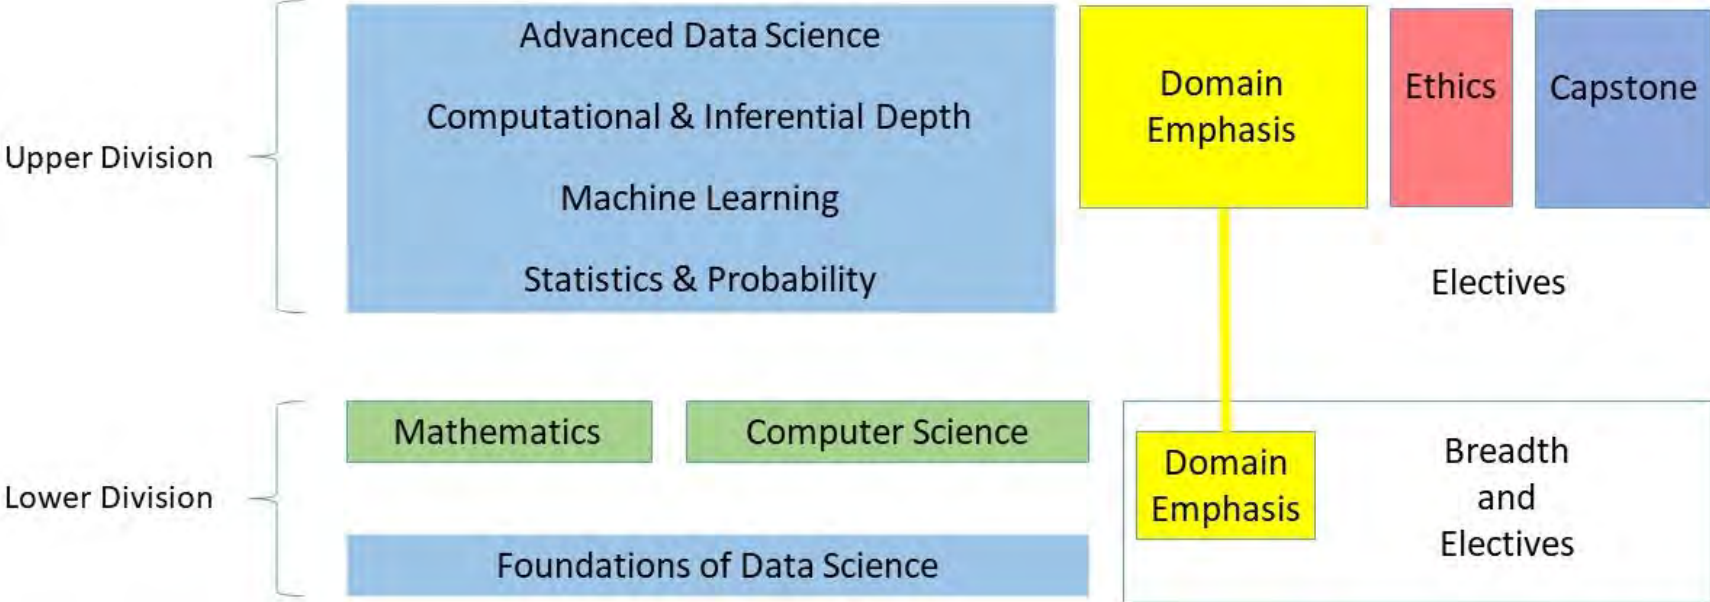 Upper Division
Advanced Data Science
Computational & Inferential Depth
Machine Learning
Statistics & Probability
Domain
Emphasis
Ethics
Capstone
Electives
Lower Division
Mathematics
Computer Science
Foundations of Data Science
Domain
Emphasis
Breadth
and
Electives